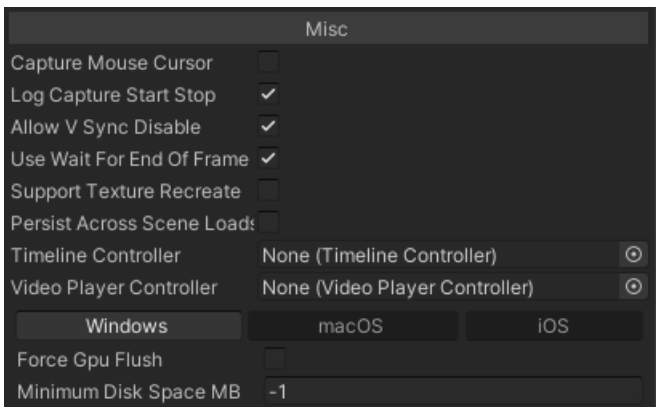 Misc
Capture Mouse Cursor
Log Capture Start Stop
Allow V Sync Disable
Use Wait For End Of Frame
Support Texture Recreate
Persist Across Scene Loads
Timeline Controller None (Timeline Controller)
Video Player Controller None (Video Player Controller)
Windows macOS iOS
Force Gpu Flush
Minimum Disk Space MB -1